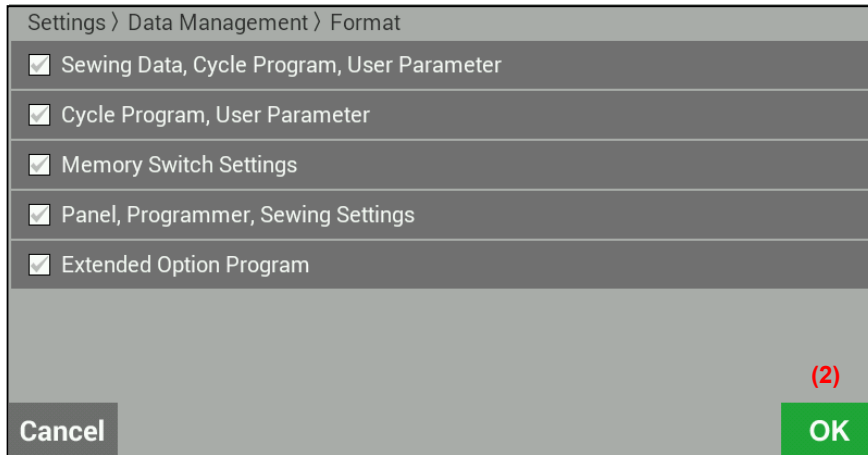 Settings 〉 Data Management 〉 Format
Sewing Data, Cycle Program, User Parameter
Cycle Program, User Parameter
Memory Switch Settings
Panel, Programmer, Sewing Settings
Extended Option Program
(2)
Cancel OK